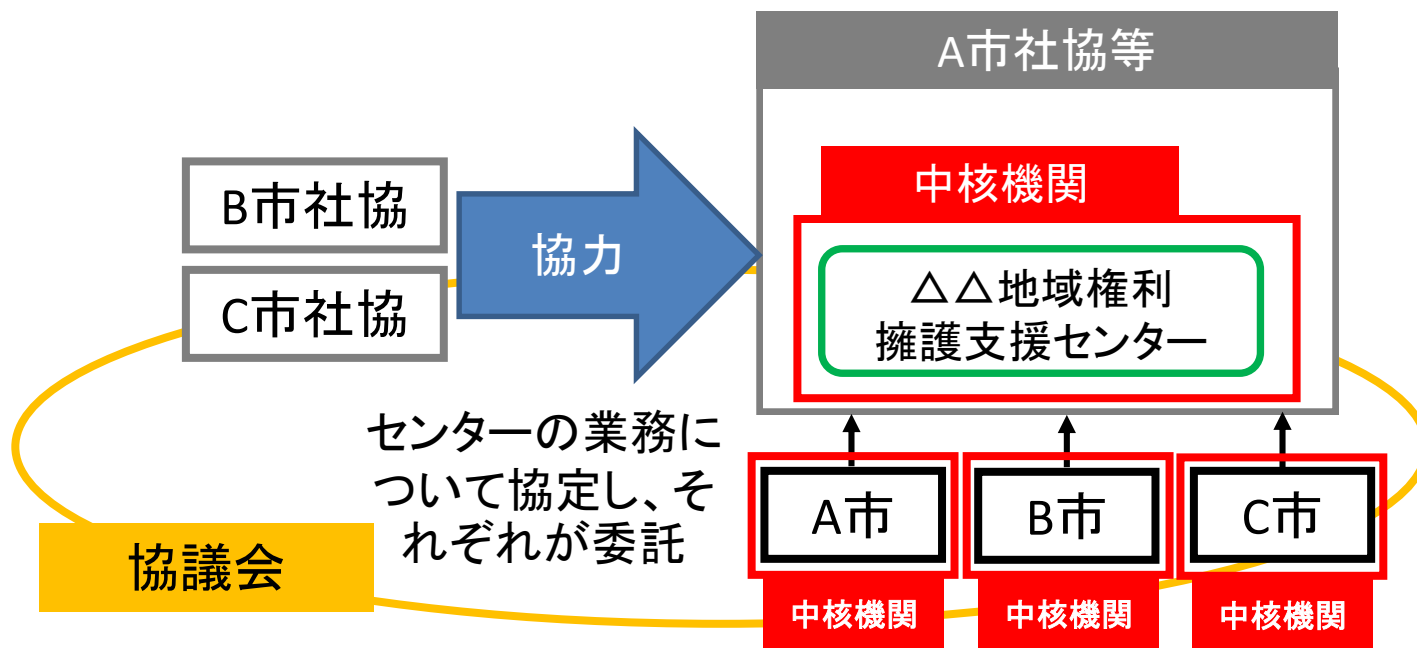 A市社協等
中核機関
△△地域権利
擁護支援センター
B市社協
C市社協
協力
センターの業務に
ついて協定し、そ
れぞれが委託
A市
B市
C市
中核機関
中核機関
中核機関
協議会